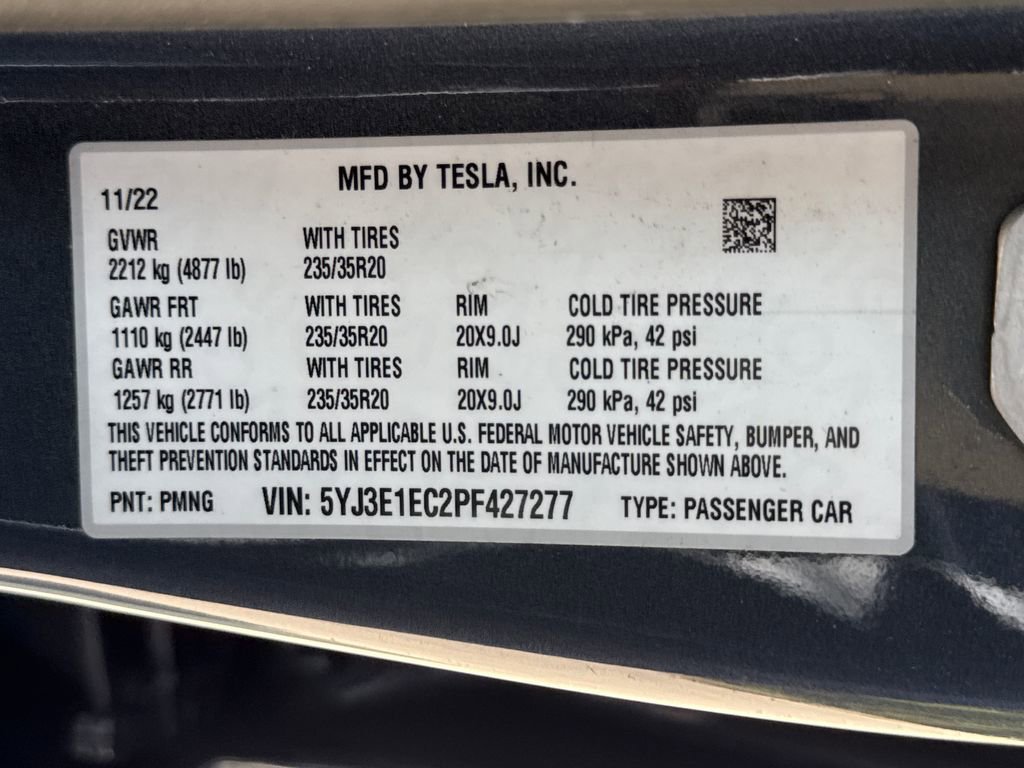 MFD BY TESLA, INC.
11/22
GVWR WITH TIRES
2212 kg (4877 lb) 235/35R20
GAWR FRT WITH TIRES RIM COLD TIRE PRESSURE
1110 kg (2447 lb) 235/35R20 20X9.0J 290 kPa, 42 psi
GAWR RR WITH TIRES RIM COLD TIRE PRESSURE
1257 kg (2771 lb) 235/35R20 20X9.0J 290 kPa, 42 psi
THIS VEHICLE CONFORMS TO ALL APPLICABLE U.S. FEDERAL MOTOR VEHICLE SAFETY, BUMPER, AND
THEFT PREVENTION STANDARDS IN EFFECT ON THE DATE OF MANUFACTURE SHOWN ABOVE.
PNT: PMNG VIN: 5YJ3E1EC2PF427277 TYPE: PASSENGER CAR